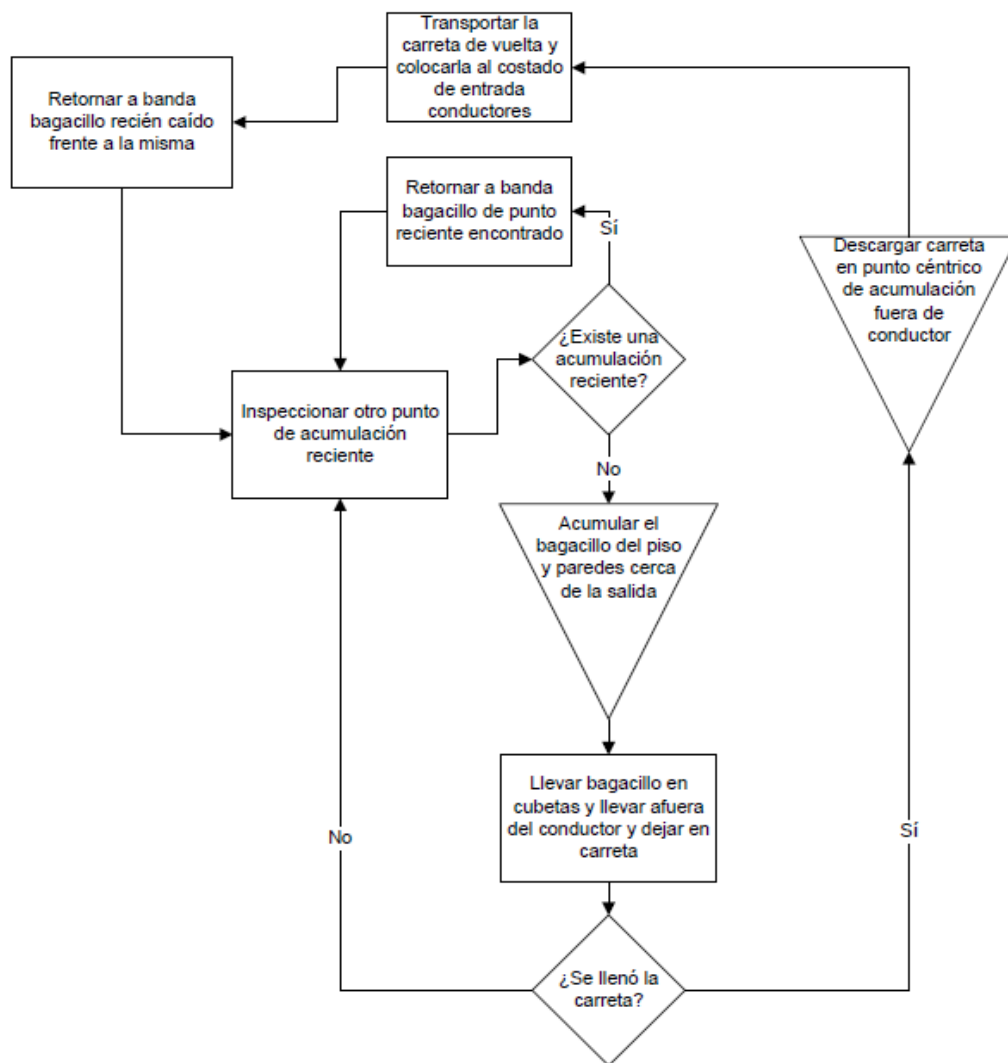 Transportar la
carreta de vuelta y
colocarla al costado
de entrada
conductores
Retornar a banda
bagacillo recién caído
frente a la misma
Retornar a banda
bagacillo de punto
reciente encontrado
Sí
Descargar carreta
en punto céntrico
de acumulación
fuera de
conductor
¿Existe una
acumulación
reciente?
Inspeccionar otro punto
de acumulación
reciente
No
Acumular el
bagacillo del piso
y paredes cerca
de la salida
Llevar bagacillo en
cubetas y llevar afuera
del conductor y dejar en
carreta
No
Sí
¿Se llenó la
carreta?